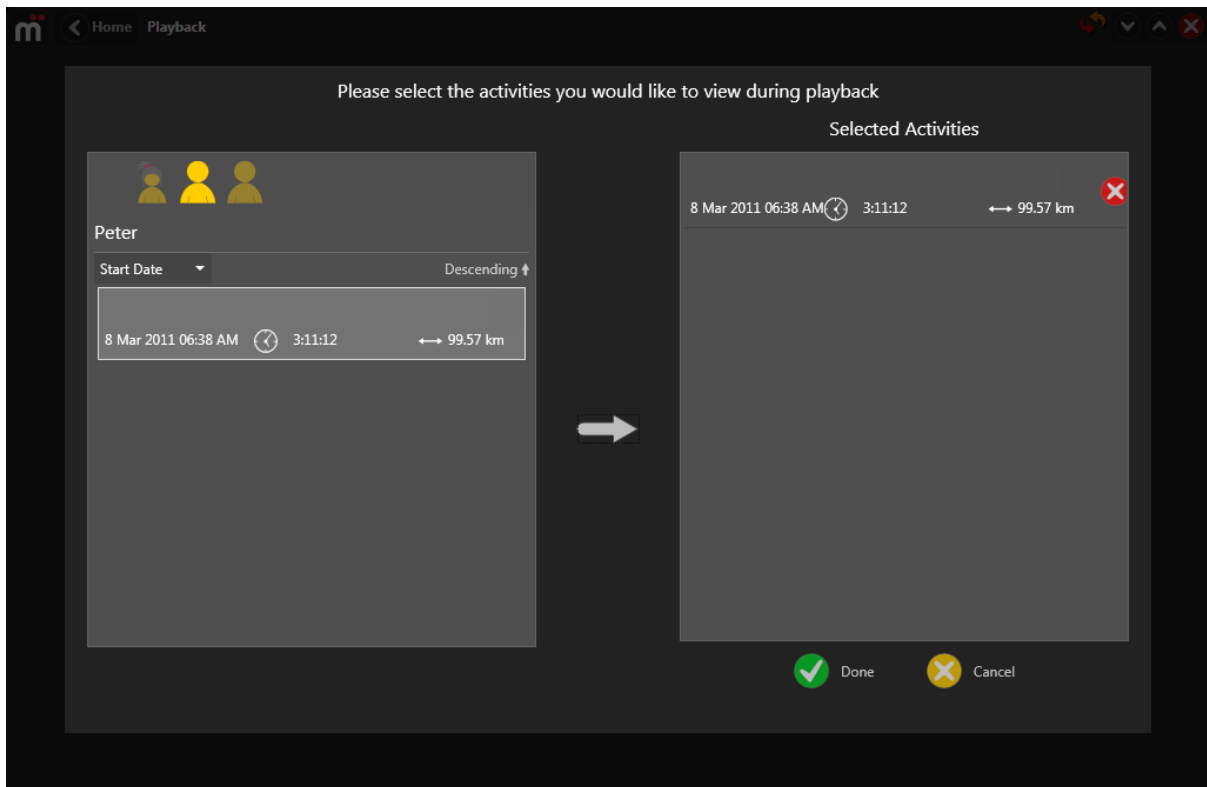 Home Playback
Please select the activities you would like to view during playback
Selected Activities
Peter
Start Date Descending
8 Mar 2011 06:38 AM 3:11:12 99.57 km
8 Mar 2011 06:38 AM 3:11:12 99.57 km
Done Cancel